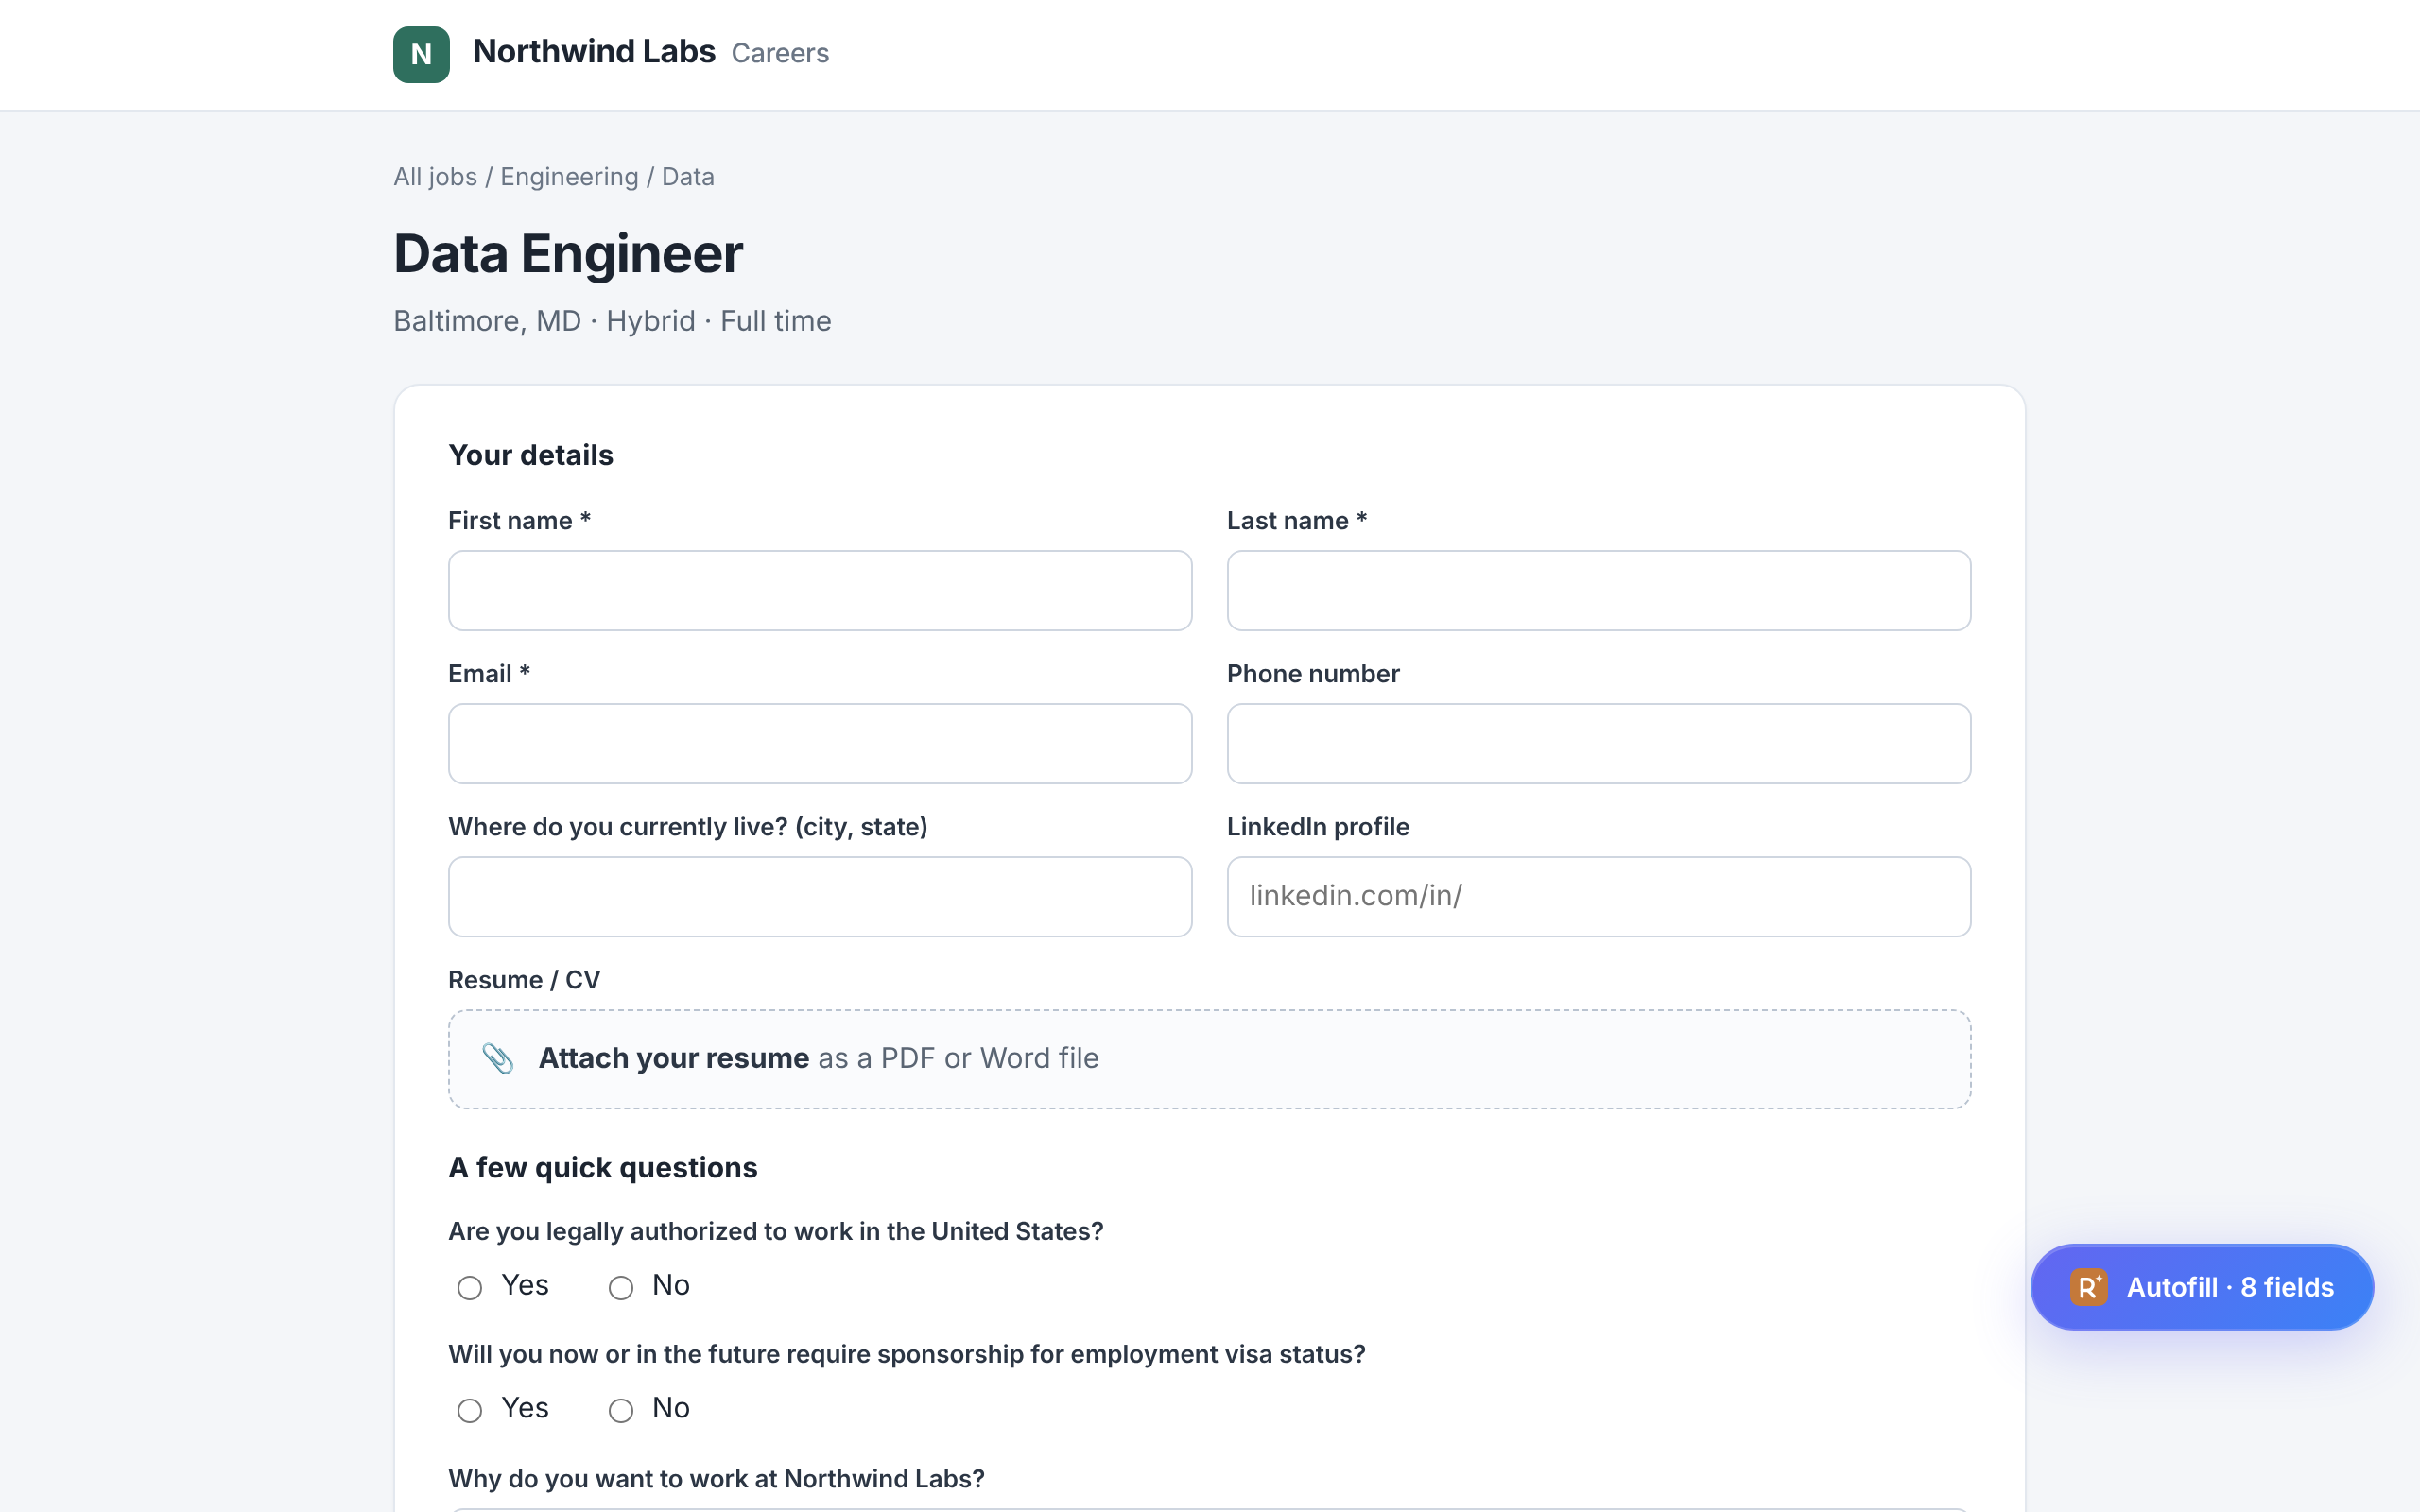 N Northwind Labs Careers
All jobs / Engineering / Data
Data Engineer
Baltimore, MD · Hybrid · Full time
Your details
First name * Last name *
Email * Phone number
Where do you currently live? (city, state) LinkedIn profile
linkedin.com/in/
Resume / CV
Attach your resume as a PDF or Word file
A few quick questions
Are you legally authorized to work in the United States?
Yes No
R Autofill · 8 fields
Will you now or in the future require sponsorship for employment visa status?
Yes No
Why do you want to work at Northwind Labs?